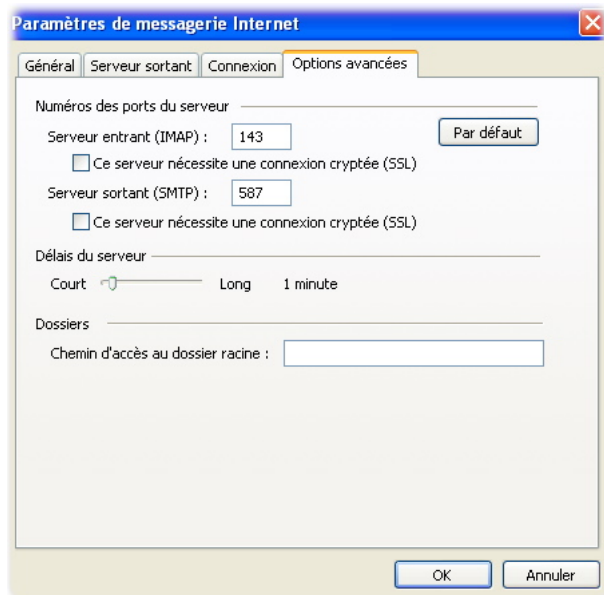 Paramètres de messagerie Internet
Général Serveur sortant Connexion Options avancées
Numéros des ports du serveur
Serveur entrant (IMAP) : 143 Par défaut
Ce serveur nécessite une connexion cryptée (SSL)
Serveur sortant (SMTP) : 587
Ce serveur nécessite une connexion cryptée (SSL)
Délais du serveur
Court Long 1 minute
Dossiers
Chemin d'accès au dossier racine :
OK Annuler